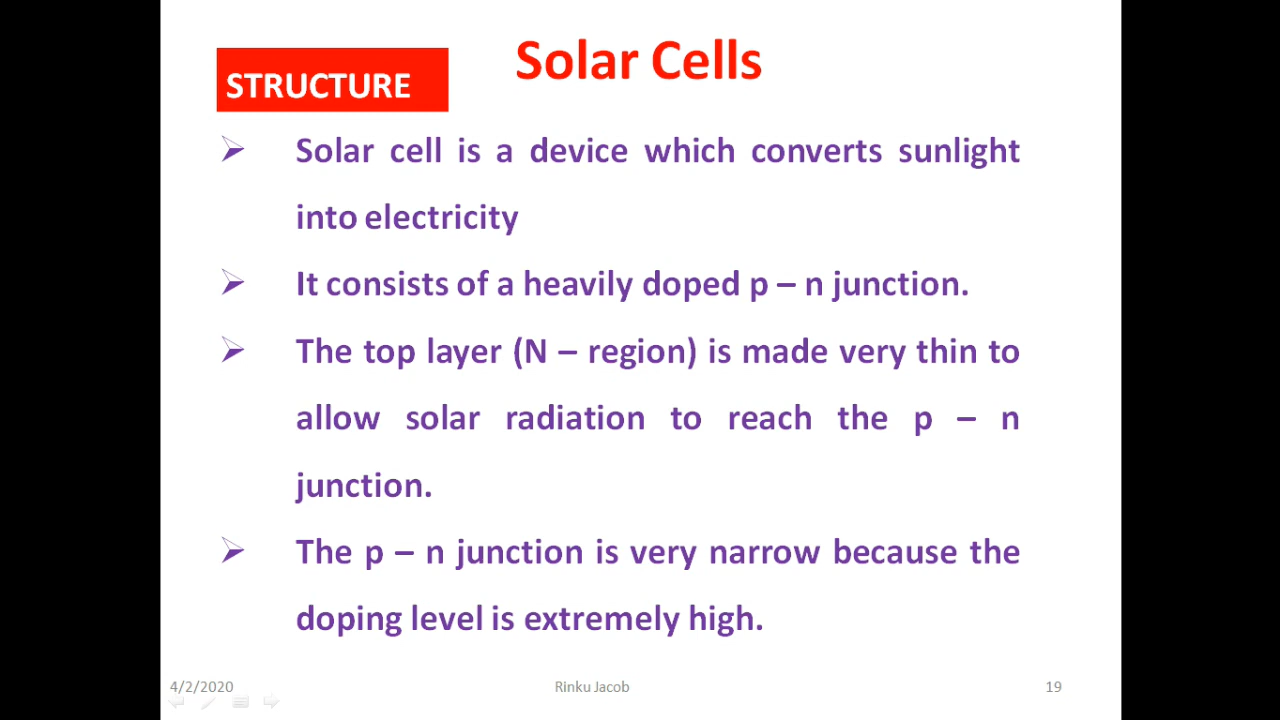 Solar Cells
STRUCTURE
Solar cell is a device which converts sunlight
into electricity
It consists of a heavily doped p – n junction.
The top layer (N – region) is made very thin to
allow solar radiation to reach the p – n
junction.
The p – n junction is very narrow because the
doping level is extremely high.
4/2/2020
Rinku Jacob
19